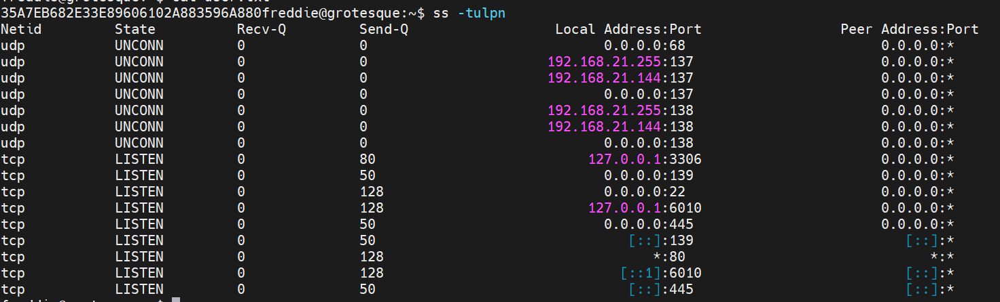 35A7EB682E33E89606102A883596A880freddie@grotesque:~$ ss -tulpn
Netid State Recv-Q Send-Q Local Address:Port Peer Address:Port
udp UNCONN 0 0 0.0.0.0:68 0.0.0.0:*
udp UNCONN 0 0 192.168.21.255:137 0.0.0.0:*
udp UNCONN 0 0 192.168.21.144:137 0.0.0.0:*
udp UNCONN 0 0 0.0.0.0:137 0.0.0.0:*
udp UNCONN 0 0 192.168.21.255:138 0.0.0.0:*
udp UNCONN 0 0 192.168.21.144:138 0.0.0.0:*
udp UNCONN 0 0 0.0.0.0:138 0.0.0.0:*
tcp LISTEN 0 80 127.0.0.1:3306 0.0.0.0:*
tcp LISTEN 0 50 0.0.0.0:139 0.0.0.0:*
tcp LISTEN 0 128 0.0.0.0:22 0.0.0.0:*
tcp LISTEN 0 128 127.0.0.1:6010 0.0.0.0:*
tcp LISTEN 0 50 0.0.0.0:445 0.0.0.0:*
tcp LISTEN 0 50 [::]:139 [::]:*
tcp LISTEN 0 128 *:80 *:*
tcp LISTEN 0 128 [::1]:6010 [::]:*
tcp LISTEN 0 50 [::]:445 [::]:*